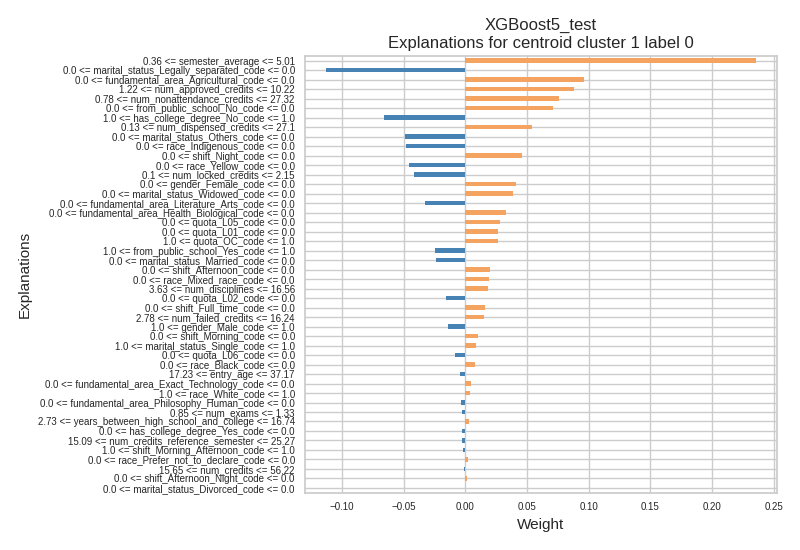 XGBoost5_test
Explanations for centroid cluster 1 label 0
0.36 <= semester_average <= 5.01
0.0 <= marital_status_Legally_separated_code <= 0.0
0.0 <= fundamental_area_Agricultural_code <= 0.0
1.22 <= num_approved_credits <= 10.22
0.78 <= num_nonattendance_credits <= 27.32
0.0 <= from_public_school_No_code <= 0.0
1.0 <= has_college_degree_No_code <= 1.0
0.13 <= num_dispensed_credits <= 27.1
0.0 <= marital_status_Others_code <= 0.0
0.0 <= race_Indigenous_code <= 0.0
0.0 <= shift_Night_code <= 0.0
0.0 <= race_Yellow_code <= 0.0
0.1 <= num_locked_credits <= 2.15
0.0 <= gender_Female_code <= 0.0
0.0 <= marital_status_Widowed_code <= 0.0
0.0 <= fundamental_area_Literature_Arts_code <= 0.0
0.0 <= fundamental_area_Health_Biological_code <= 0.0
0.0 <= quota_L05_code <= 0.0
0.0 <= quota_L01_code <= 0.0
1.0 <= quota_OC_code <= 1.0
1.0 <= from_public_school_Yes_code <= 1.0
0.0 <= marital_status_Married_code <= 0.0
0.0 <= shift_Afternoon_code <= 0.0
0.0 <= race_Mixed_race_code <= 0.0
3.63 <= num_disciplines <= 16.56
0.0 <= quota_L02_code <= 0.0
0.0 <= shift_Full_time_code <= 0.0
2.78 <= num_failed_credits <= 16.24
1.0 <= gender_Male_code <= 1.0
0.0 <= shift_Morning_code <= 0.0
1.0 <= marital_status_Single_code <= 1.0
0.0 <= quota_L06_code <= 0.0
0.0 <= race_Black_code <= 0.0
17.23 <= entry_age <= 37.17
0.0 <= fundamental_area_Exact_Technology_code <= 0.0
1.0 <= race_White_code <= 1.0
0.0 <= fundamental_area_Philosophy_Human_code <= 0.0
0.85 <= num_exams <= 1.33
2.73 <= years_between_high_school_and_college <= 16.74
0.0 <= has_college_degree_Yes_code <= 0.0
15.09 <= num_credits_reference_semester <= 25.27
1.0 <= shift_Morning_Afternoon_code <= 1.0
0.0 <= race_Prefer_not_to_declare_code <= 0.0
15.65 <= num_credits <= 56.22
0.0 <= shift_Afternoon_Night_code <= 0.0
0.0 <= marital_status_Divorced_code <= 0.0
Explanations
−0.10 −0.05 0.00 0.05 0.10 0.15 0.20 0.25
Weight